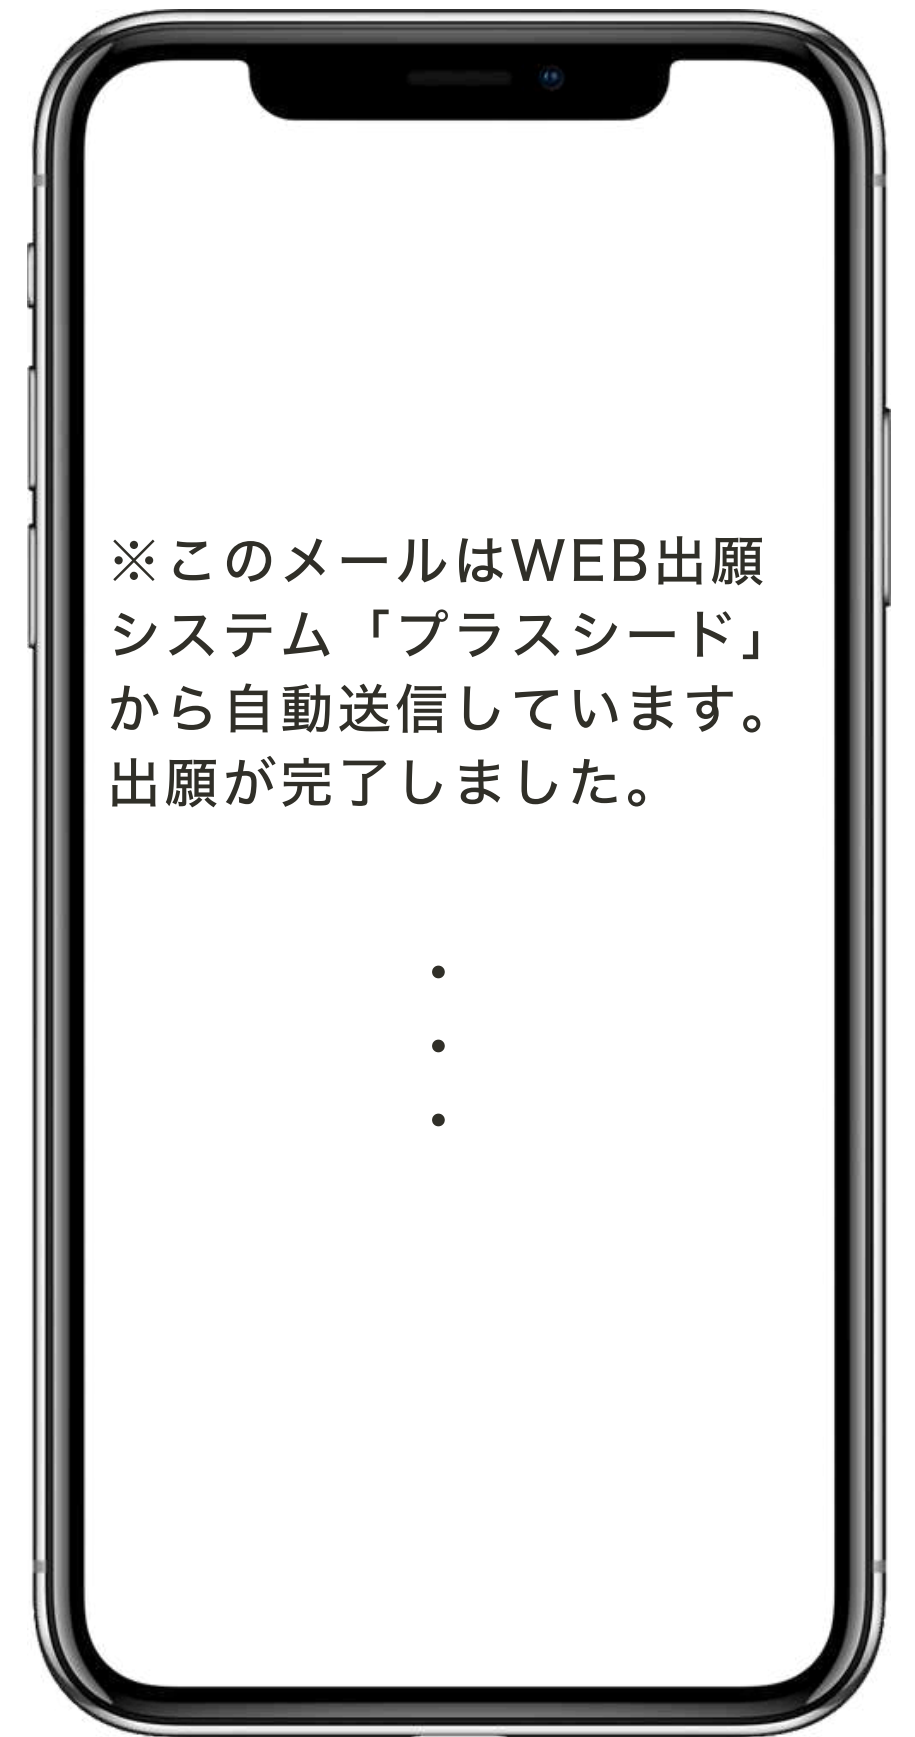 ※このメールはWEB出願
システム「プラスシード」
から自動送信しています。
出願が完了しました。
・
・
・